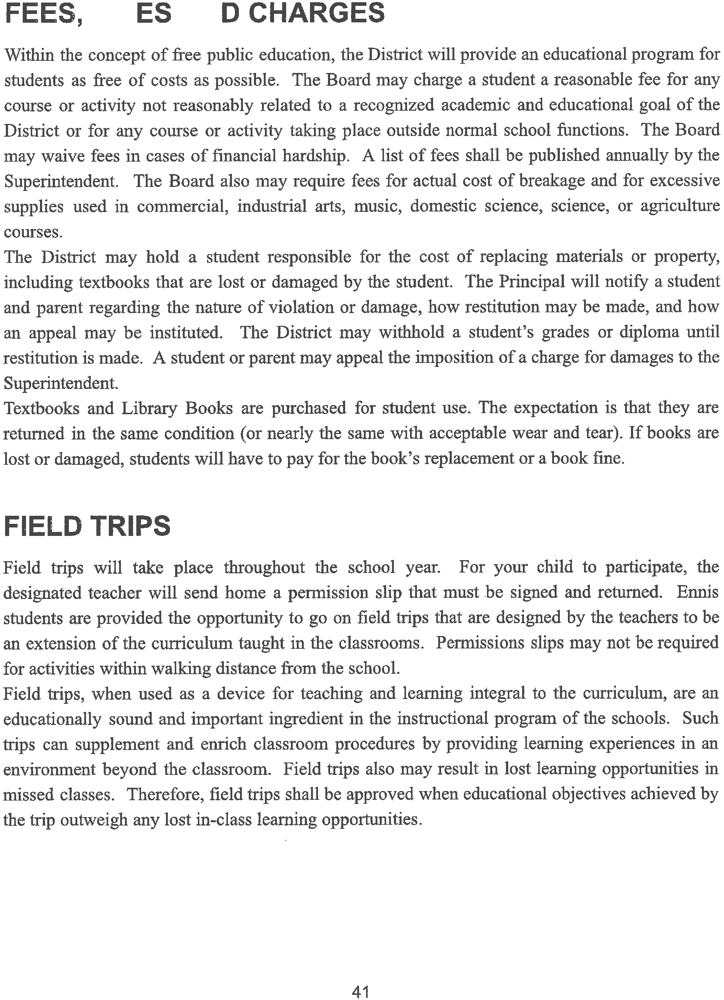 FEES, ES D CHARGES
Within the concept of free public education, the District will provide an educational program for
students as free of costs as possible. The Board may charge a student a reasonable fee for any
course or activity not reasonably related to a recognized academic and educational goal of the
District or for any course or activity taking place outside normal school functions. The Board
may waive fees in cases of financial hardship. A list of fees shall be published annually by the
Superintendent. The Board also may require fees for actual cost of breakage and for excessive
supplies used in commercial, industrial arts, music, domestic science, science, or agriculture
courses.
The District may hold a student responsible for the cost of replacing materials or property,
including textbooks that are lost or damaged by the student. The Principal will notify a student
and parent regarding the nature of violation or damage, how restitution may be made, and how
an appeal may be instituted. The District may withhold a student's grades or diploma until
restitution is made. A student or parent may appeal the imposition of a charge for damages to the
Superintendent.
Textbooks and Library Books are purchased for student use. The expectation is that they are
returned in the same condition (or nearly the same with acceptable wear and tear). If books are
lost or damaged, students will have to pay for the book's replacement or a book fine.
FIELD TRIPS
Field trips will take place throughout the school year. For your child to participate, the
designated teacher will send home a permission slip that must be signed and returned. Ennis
students are provided the opportunity to go on field trips that are designed by the teachers to be
an extension of the curriculum taught in the classrooms. Permissions slips may not be required
for activities within walking distance from the school.
Field trips, when used as a device for teaching and learning integral to the curriculum, are an
educationally sound and important ingredient in the instructional program of the schools. Such
trips can supplement and enrich classroom procedures by providing learning experiences in an
environment beyond the classroom. Field trips also may result in lost learning opportunities in
missed classes. Therefore, field trips shall be approved when educational objectives achieved by
the trip outweigh any lost in-class learning opportunities.
41